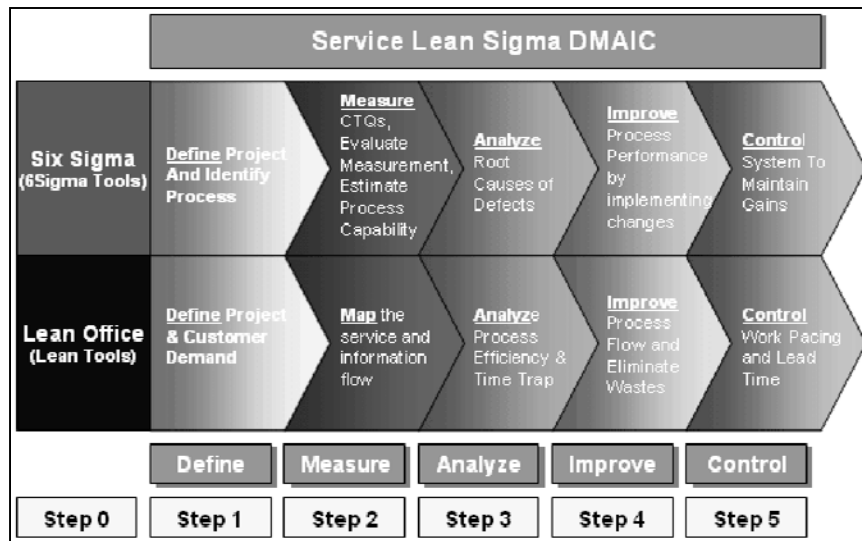 Service Lean Sigma DMAIC
Six Sigma
(6Sigma Tools)
Define Project
And Identify
Process
Measure
CTQs,
Evaluate
Measurement,
Estimate
Process
Capability
Analyze
Root
Causes of
Defects
Improve
Process
Performance
by
implementing
changes
Control
System To
Maintain
Gains
Lean Office
(Lean Tools)
Define Project
& Customer
Demand
Map the
service and
information
flow
Analyze
Process
Efficiency &
Time Trap
Improve
Process
Flow and
Eliminate
Wastes
Control
Work Pacing
and Lead
Time
Define
Measure
Analyze
Improve
Control
Step 0
Step 1
Step 2
Step 3
Step 4
Step 5